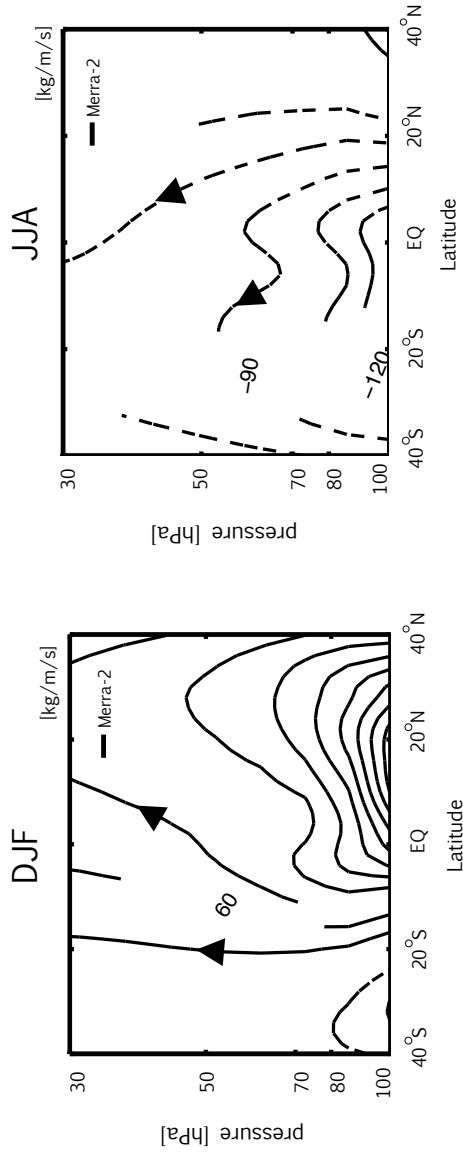 DJF
[kg/m/s]
Merra-2
30
50
70
80
100
pressure [hPa]
60
40°S
20°S
EQ
20°N
40°N
Latitude
JJA
[kg/m/s]
Merra-2
30
50
70
80
100
pressure [hPa]
−90
−120
40°S
20°S
EQ
20°N
40°N
Latitude